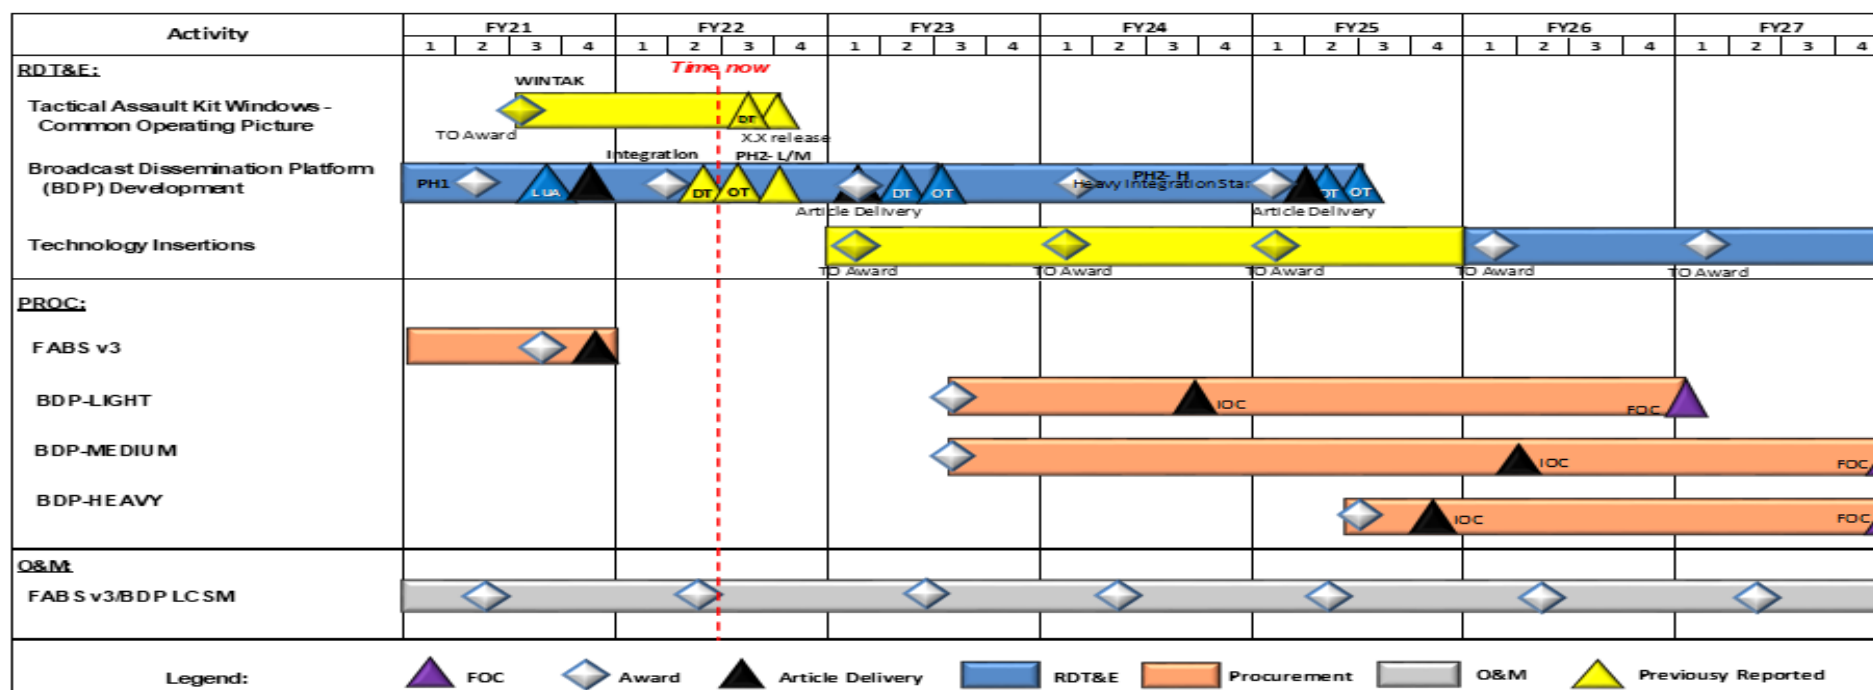 Activity FY21 FY22 FY23 FY24 FY25 FY26 FY27
1 2 3 4 1 2 3 4 1 2 3 4 1 2 3 4 1 2 3 4 1 2 3 4 1 2 3 4
RDT&E:
Time now
WINTAK
Tactical Assault Kit Windows -
Common Operating Picture
DT
TO Award
X.X release
Integration PH2- L/M
Broadcast Dissemination Platform
(BDP) Development
PH1 LUA DT OT DT OT PH2- H DT OT
Article Delivery Article Delivery
Technology Insertions
TO Award TO Award TO Award TO Award TO Award
PROC:
FABS v3
BDP-LIGHT IOC FOC
BDP-MEDIUM IOC FOC
BDP-HEAVY IOC FOC
O&M:
FABS v3/BDP LCSM
Legend: FOC Award Article Delivery RDT&E Procurement O&M Previousy Reported